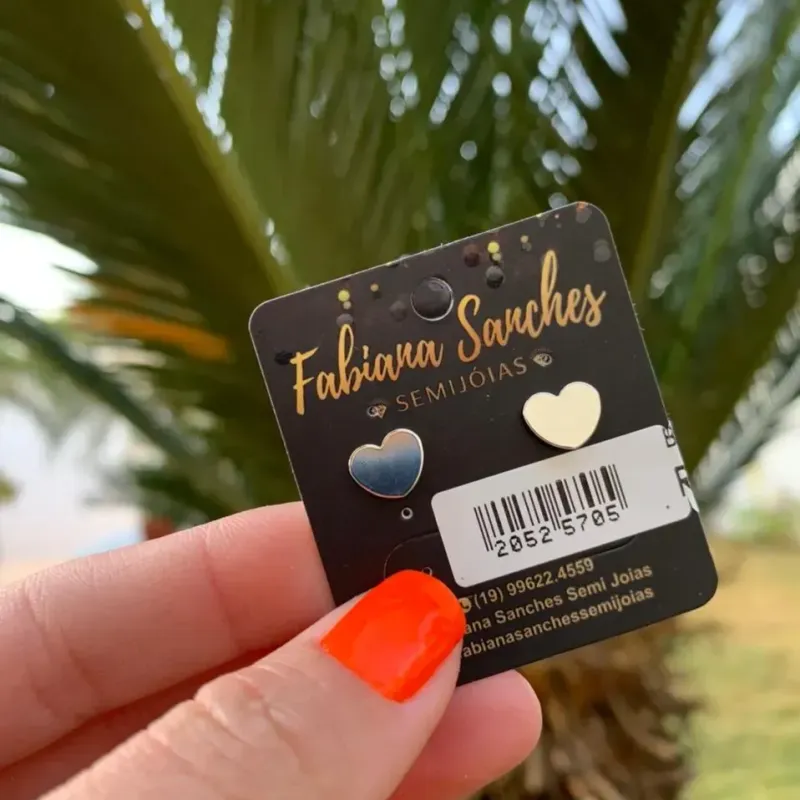 Fabiana Sanches
SEMIJÓIAS
R
2052 5705
(19) 99622.4559
ana Sanches Semi Joias
abianasanchessemijoias